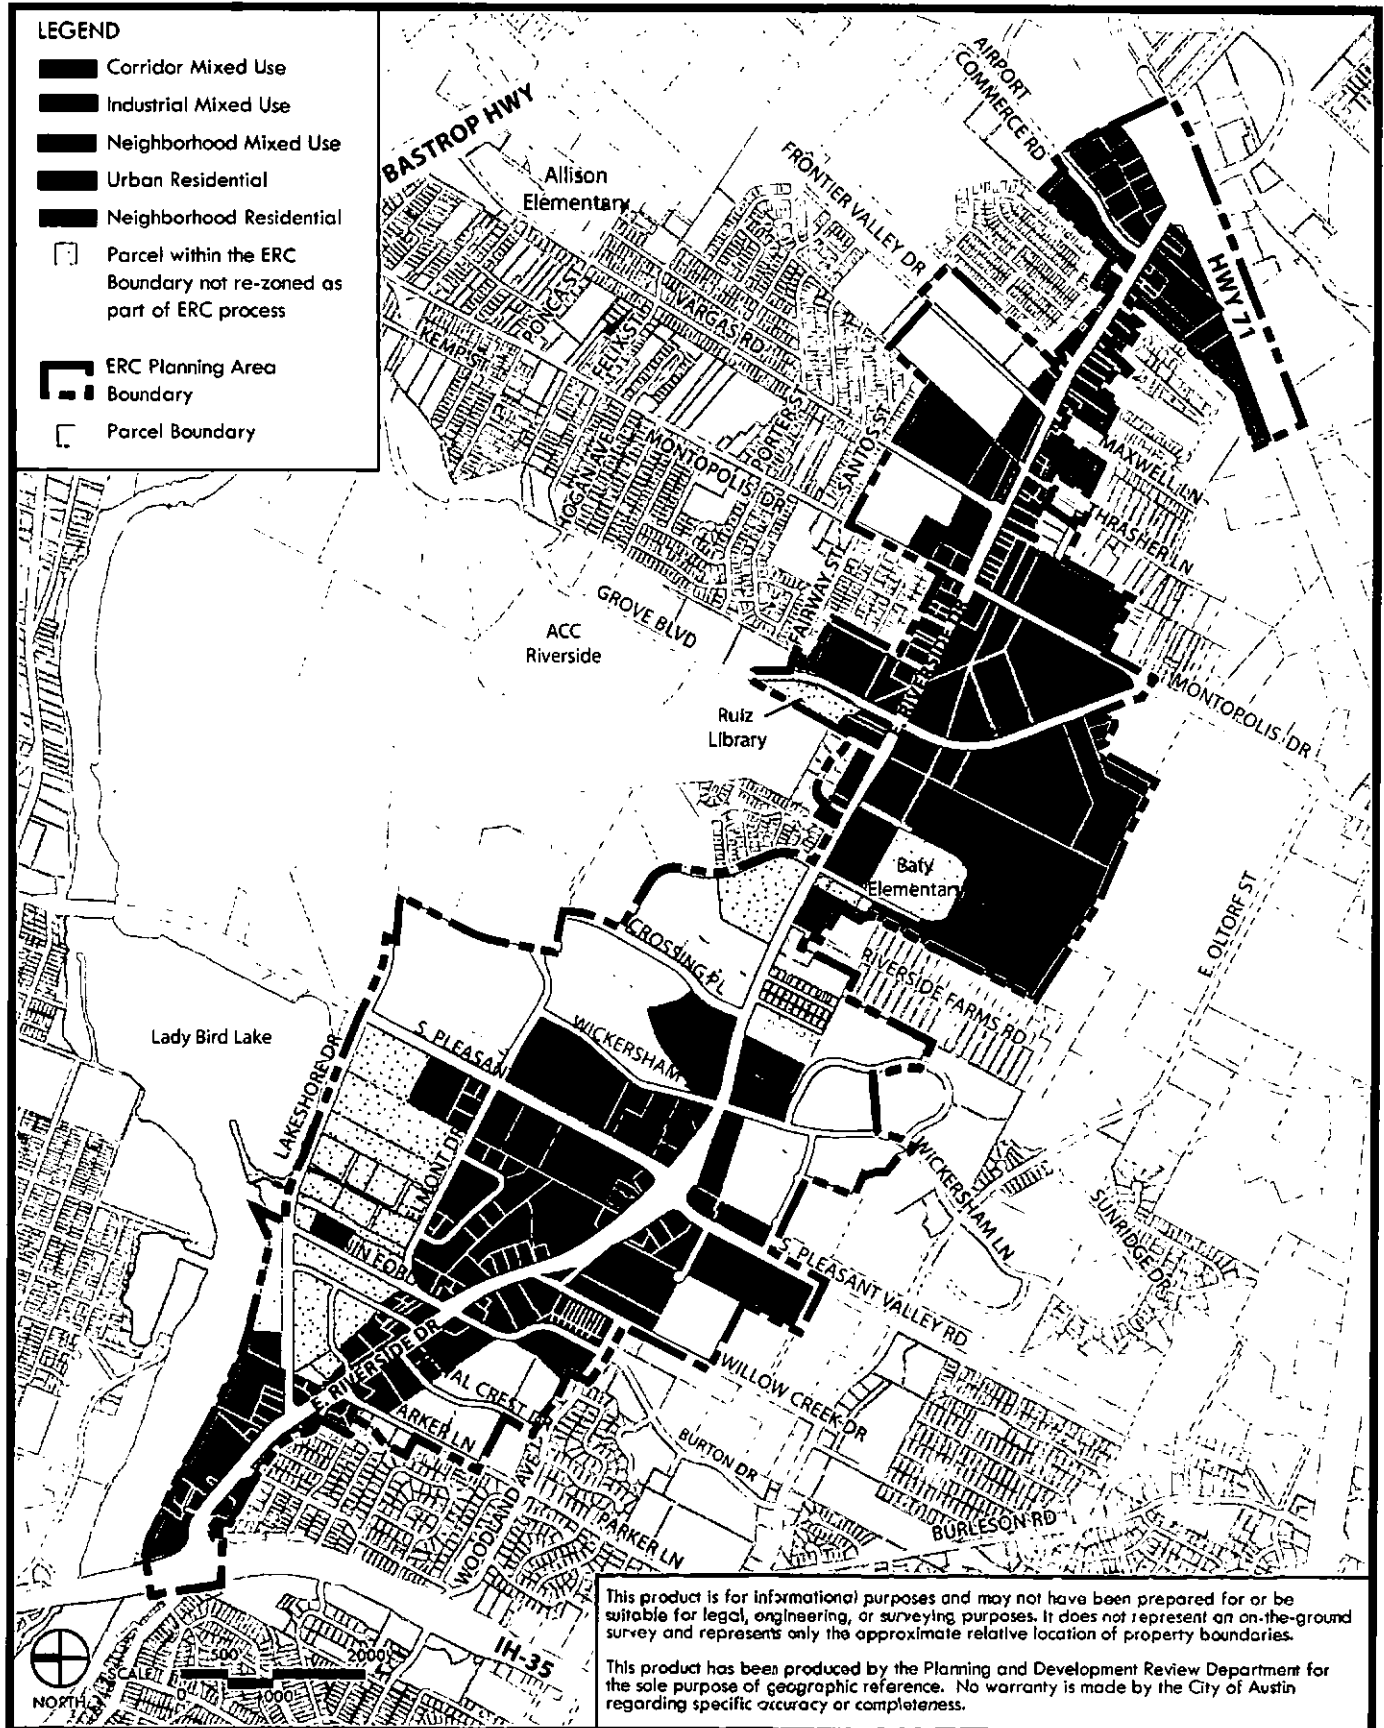 LEGEND
Corridor Mixed Use
Industrial Mixed Use
Neighborhood Mixed Use
Urban Residential
Neighborhood Residential
Parcel within the ERC
Boundary not re-zoned as
part of ERC process
ERC Planning Area
Boundary
Parcel Boundary
AIRPORT
COMMERCE RD
BASTROP HWY
Allison
Elementary
FRONTIER VALLEY DR
HWY 71
PONCA ST
FELIX ST
VARGAS RD
KEMP ST
PORTER ST
SANTOS ST
MONTOPOLIS DR
HOGAN AVE
MAXWELL LN
THRASHER LN
FAIRWAY ST
GROVE BLVD
ACC
Riverside
E. RIVERSIDE DR
MONTOPOLIS DR
Ruiz
Library
Baty
Elementary
E. OLTORF ST
CROSSING PL
RIVERSIDE FARMS RD
Lady Bird Lake
LAKESHORE DR
S. PLEASAN
WICKERSHAM
ELMONT DR
WICKERSHAM LN
SUNRIDGE DR
S. PLEASANT VALLEY RD
E. RIVERSIDE DR
WILLOW CREEK DR
AL CREST DR
ARKER LN
BURTON DR
WOODLAND AVE
PARKER LN
BURLESON RD
IH-35
NORTH
SCALE
500
2000
0
1000
This product is for informational purposes and may not have been prepared for or be
suitable for legal, engineering, or surveying purposes. It does not represent an on-the-ground
survey and represents only the approximate relative location of property boundaries.
This product has been produced by the Planning and Development Review Department for
the sole purpose of geographic reference. No warranty is made by the City of Austin
regarding specific accuracy or completeness.